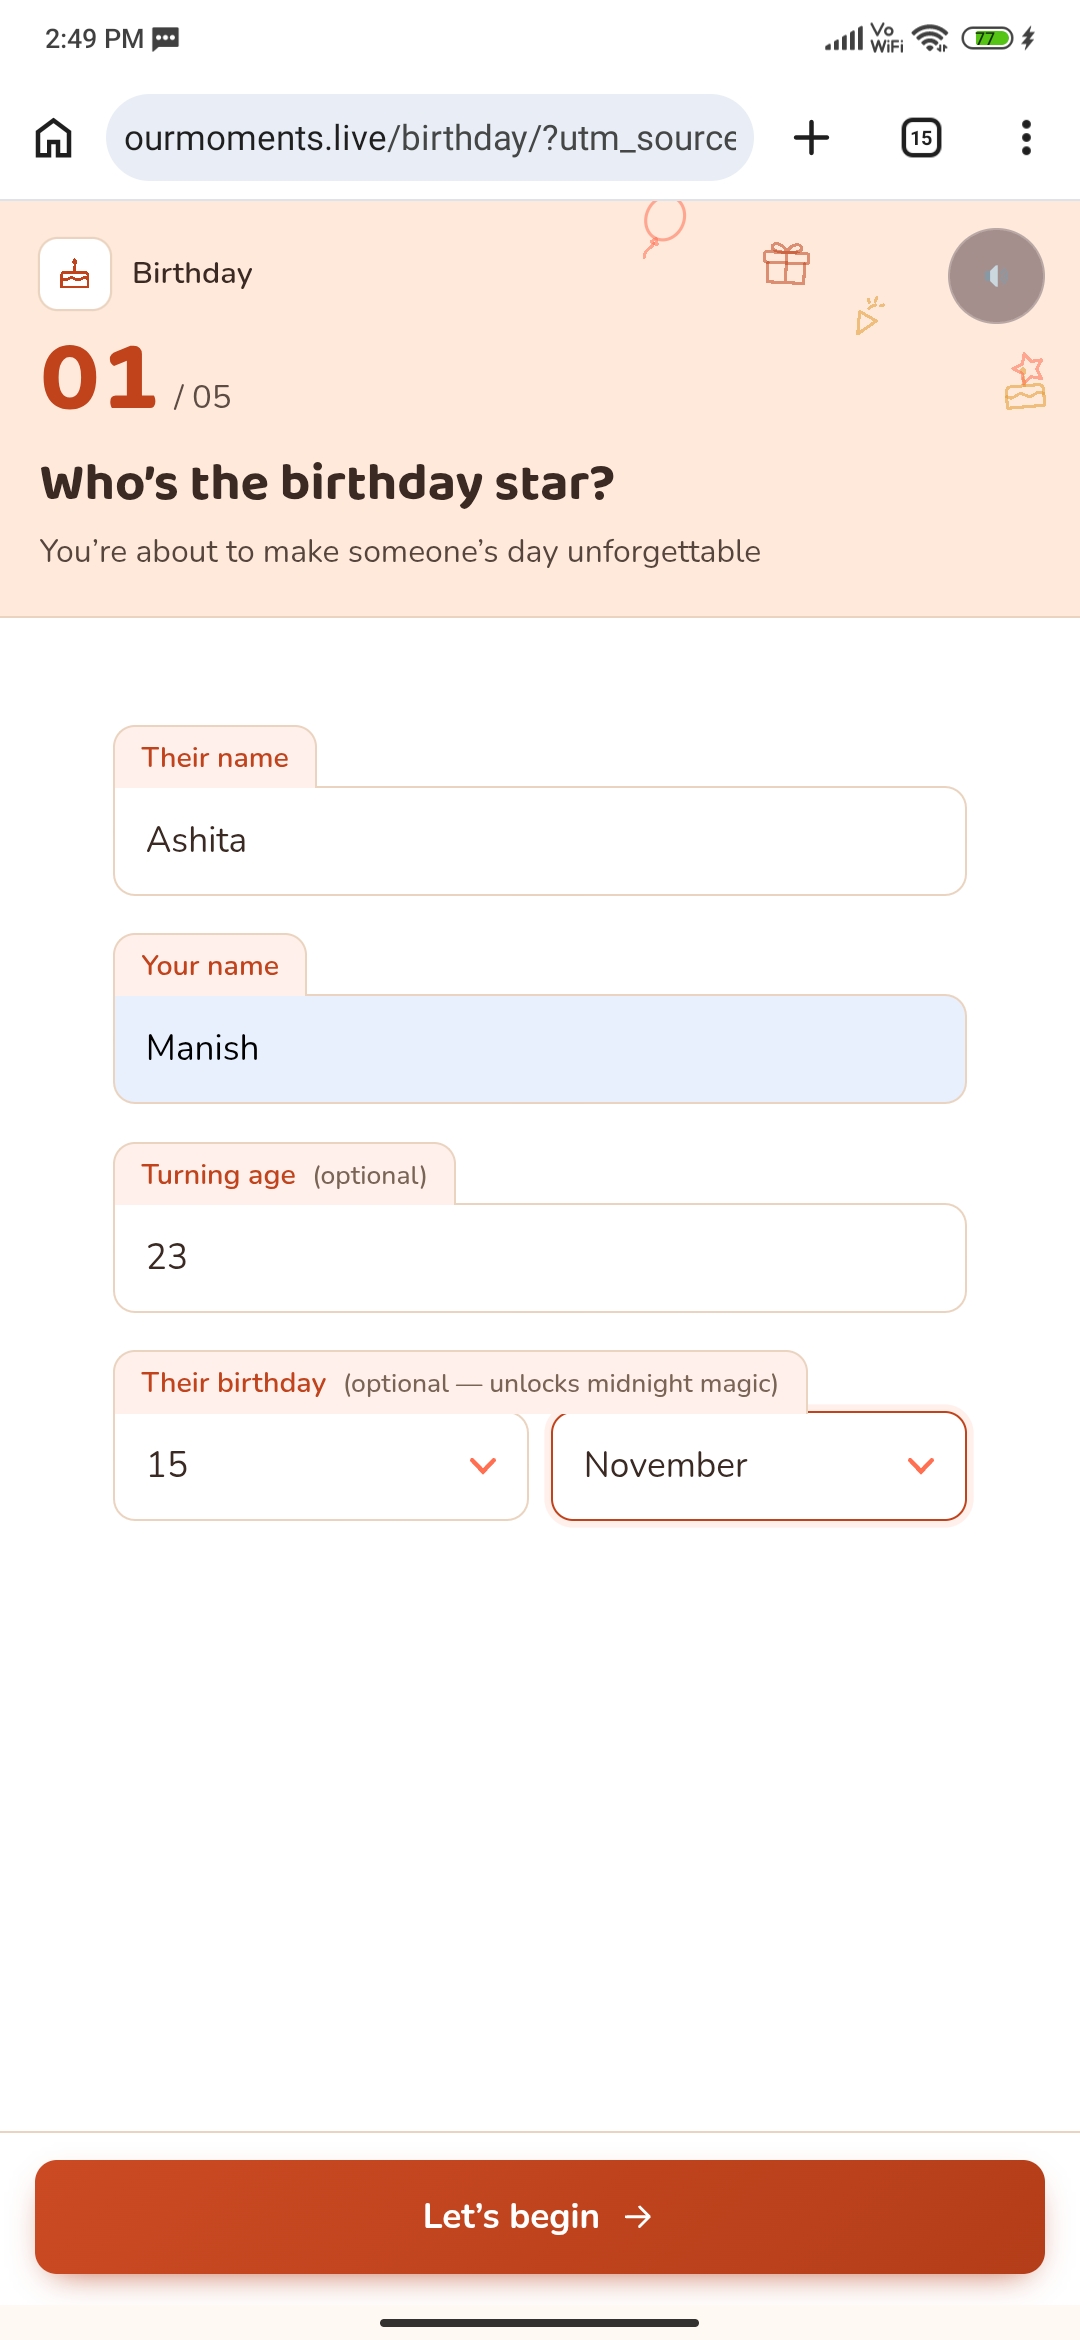 2:49 PM
Vo
WiFi
77
ourmoments.live/birthday/?utm_source
15
Birthday
01 / 05
Who's the birthday star?
You're about to make someone's day unforgettable
Their name
Ashita
Your name
Manish
Turning age (optional)
23
Their birthday (optional — unlocks midnight magic)
15 November
Let's begin →